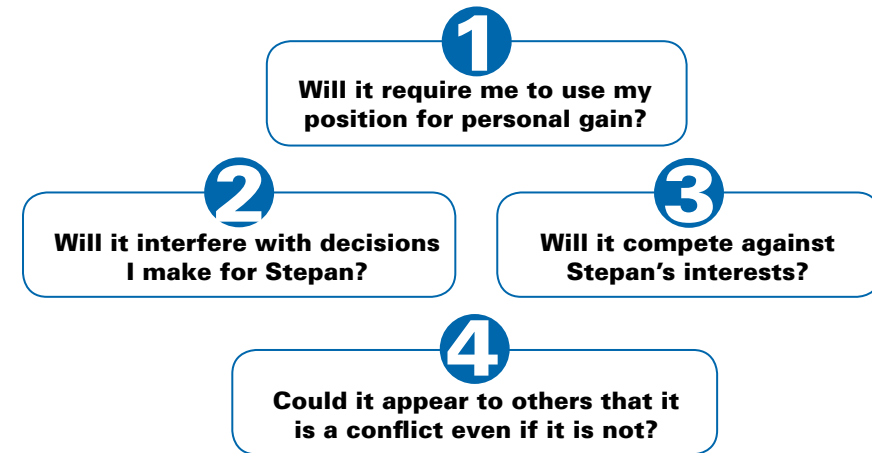 1
Will it require me to use my
position for personal gain?
2
Will it interfere with decisions
I make for Stepan?
3
Will it compete against
Stepan’s interests?
4
Could it appear to others that it
is a conflict even if it is not?